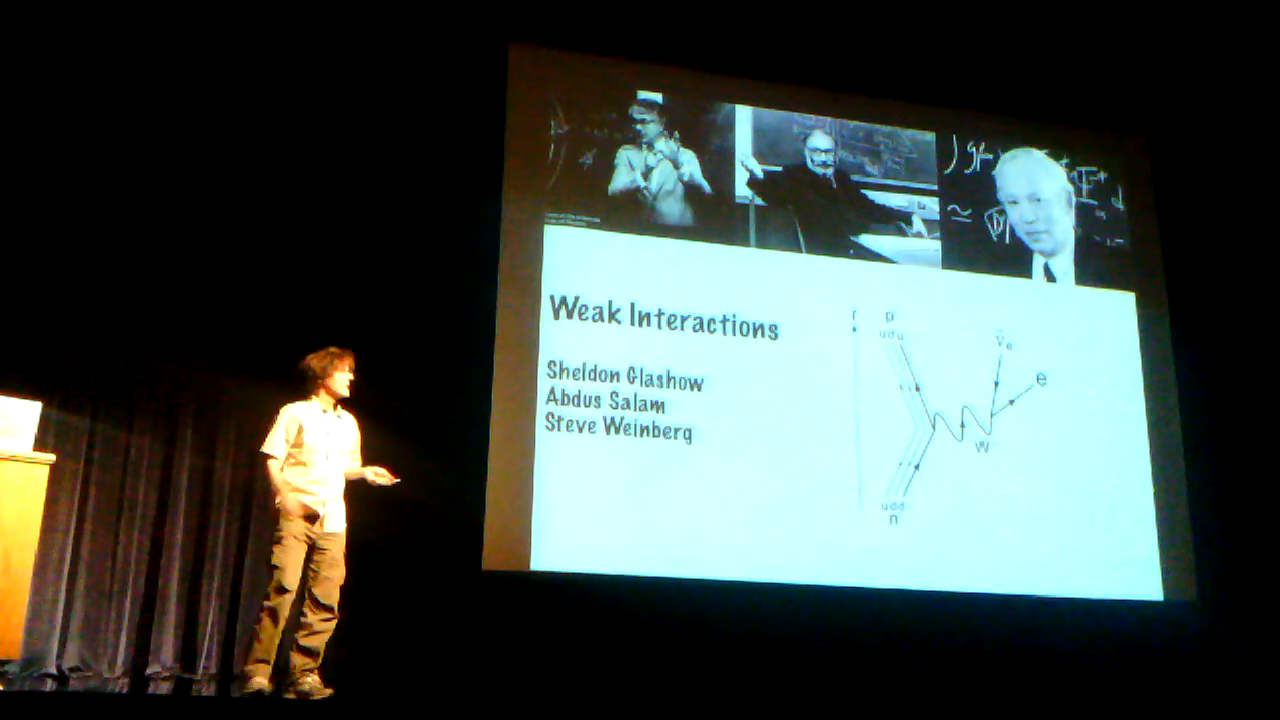 Weak Interactions
Sheldon Glashow
Abdus Salam
Steve Weinberg
p
udu
ν̄e
e
W
udd
n